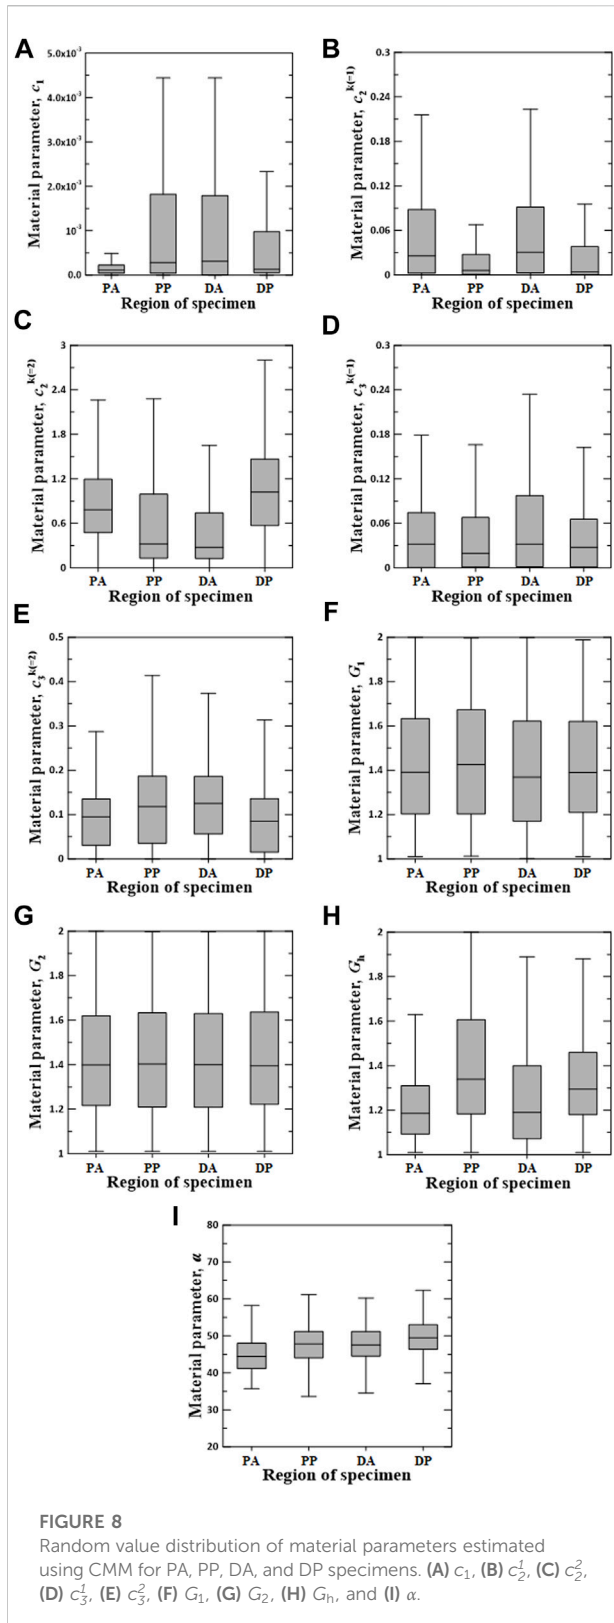 A
B
Material parameter, c₁
5.0x10⁻³
4.0x10⁻³
3.0x10⁻³
2.0x10⁻³
10⁻³
0.0
PA PP DA DP
Region of specimen
Material parameter, c₂ᵏ⁽⁼¹⁾
0.3
0.24
0.18
0.12
0.06
0
PA PP DA DP
Region of specimen
C
D
Material parameter, c₂ᵏ⁽⁼²⁾
3
2.4
1.8
1.2
0.6
0
PA PP DA DP
Region of specimen
Material parameter, c₃ᵏ⁽⁼¹⁾
0.3
0.24
0.18
0.12
0.06
0
PA PP DA DP
Region of specimen
E
F
Material parameter, c₃ᵏ⁽⁼²⁾
0.5
0.4
0.3
0.2
0.1
0
PA PP DA DP
Region of specimen
Material parameter, G₁
2
1.8
1.6
1.4
1.2
1
PA PP DA DP
Region of specimen
G
H
Material parameter, G₂
2
1.8
1.6
1.4
1.2
1
PA PP DA DP
Region of specimen
Material parameter, Gₕ
2
1.8
1.6
1.4
1.2
1
PA PP DA DP
Region of specimen
I
Material parameter, α
80
70
60
50
40
30
20
PA PP DA DP
Region of specimen
FIGURE 8
Random value distribution of material parameters estimated
using CMM for PA, PP, DA, and DP specimens. (A) c₁, (B) c₂¹, (C) c₂²,
(D) c₃¹, (E) c₃², (F) G₁, (G) G₂, (H) Gₕ, and (I) α.